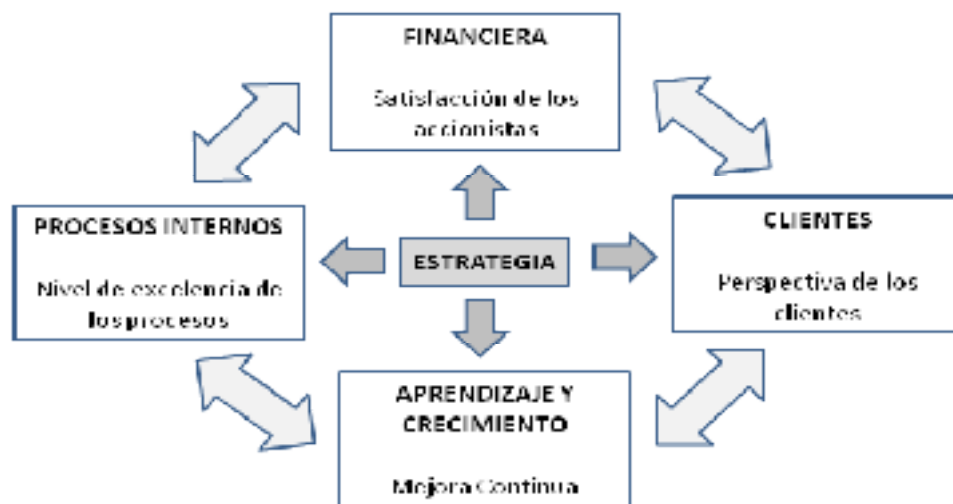 FINANCIERA
Satisfacción de los
accionistas
PROCESOS INTERNOS
Nivel de excelencia de
los procesos
ESTRATEGIA
CLIENTES
Perspectiva de los
clientes
APRENDIZAJE Y
CRECIMIENTO
Mejora Continua